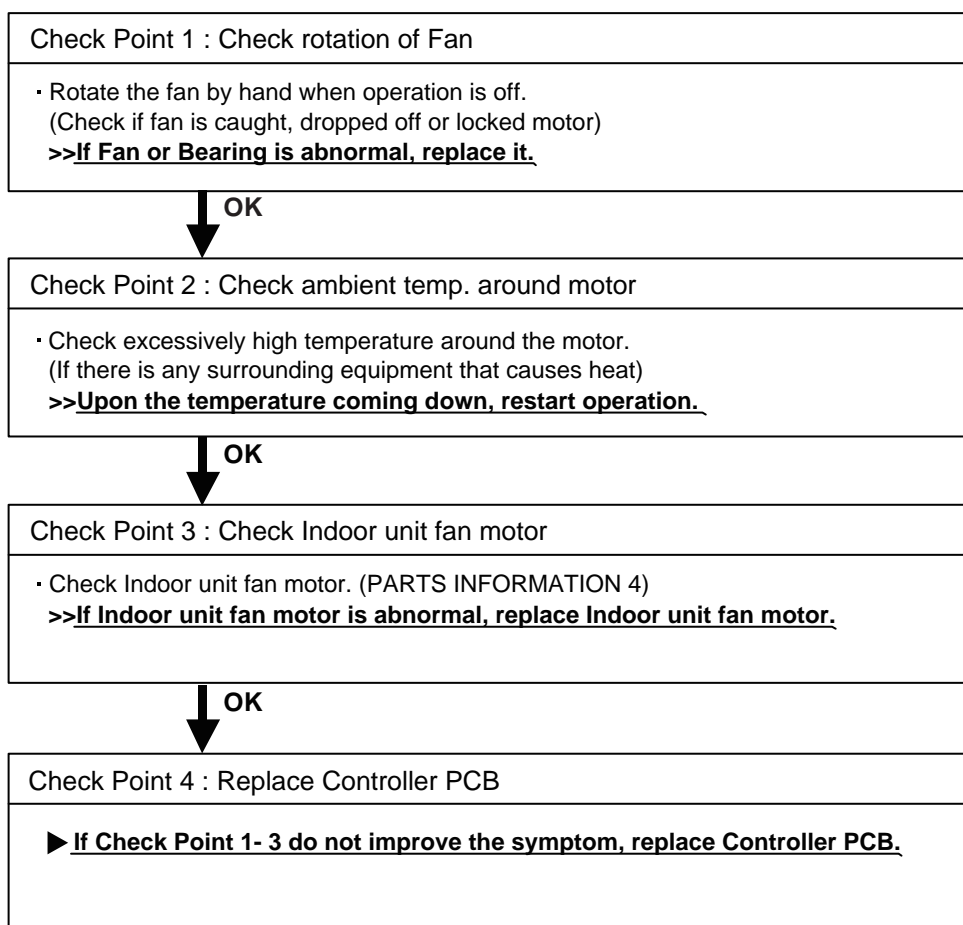 Check Point 1 : Check rotation of Fan
· Rotate the fan by hand when operation is off.
(Check if fan is caught, dropped off or locked motor)
>>If Fan or Bearing is abnormal, replace it.
OK
Check Point 2 : Check ambient temp. around motor
· Check excessively high temperature around the motor.
(If there is any surrounding equipment that causes heat)
>>Upon the temperature coming down, restart operation.
OK
Check Point 3 : Check Indoor unit fan motor
· Check Indoor unit fan motor. (PARTS INFORMATION 4)
>>If Indoor unit fan motor is abnormal, replace Indoor unit fan motor.
OK
Check Point 4 : Replace Controller PCB
▶ If Check Point 1- 3 do not improve the symptom, replace Controller PCB.